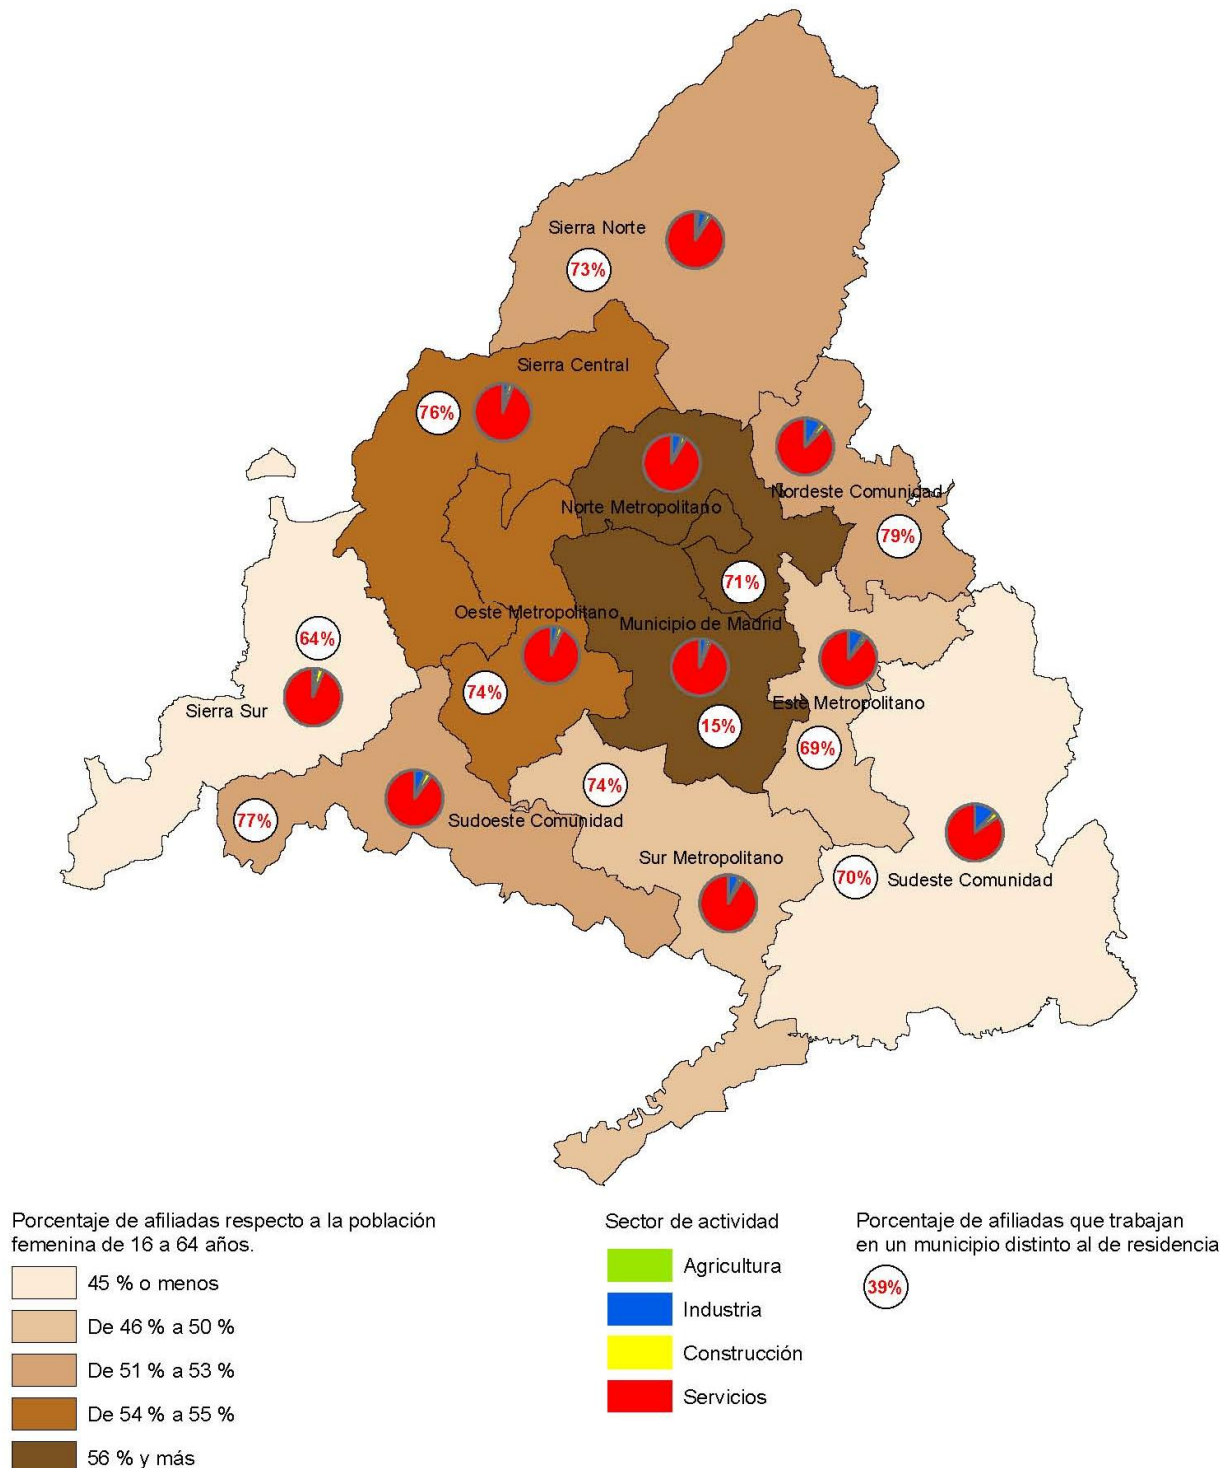 Sierra Norte
73%
Sierra Central
76%
Nordeste Comunidad
Norte Metropolitano
79%
71%
Oeste Metropolitano
Municipio de Madrid
64%
74%
Sierra Sur
Este Metropolitano
15%
69%
74%
77%
Sudoeste Comunidad
Sur Metropolitano
70%
Sudeste Comunidad
Porcentaje de afiliadas respecto a la población
femenina de 16 a 64 años.
45 % o menos
De 46 % a 50 %
De 51 % a 53 %
De 54 % a 55 %
56 % y más
Sector de actividad
Agricultura
Industria
Construcción
Servicios
Porcentaje de afiliadas que trabajan
en un municipio distinto al de residencia
39%